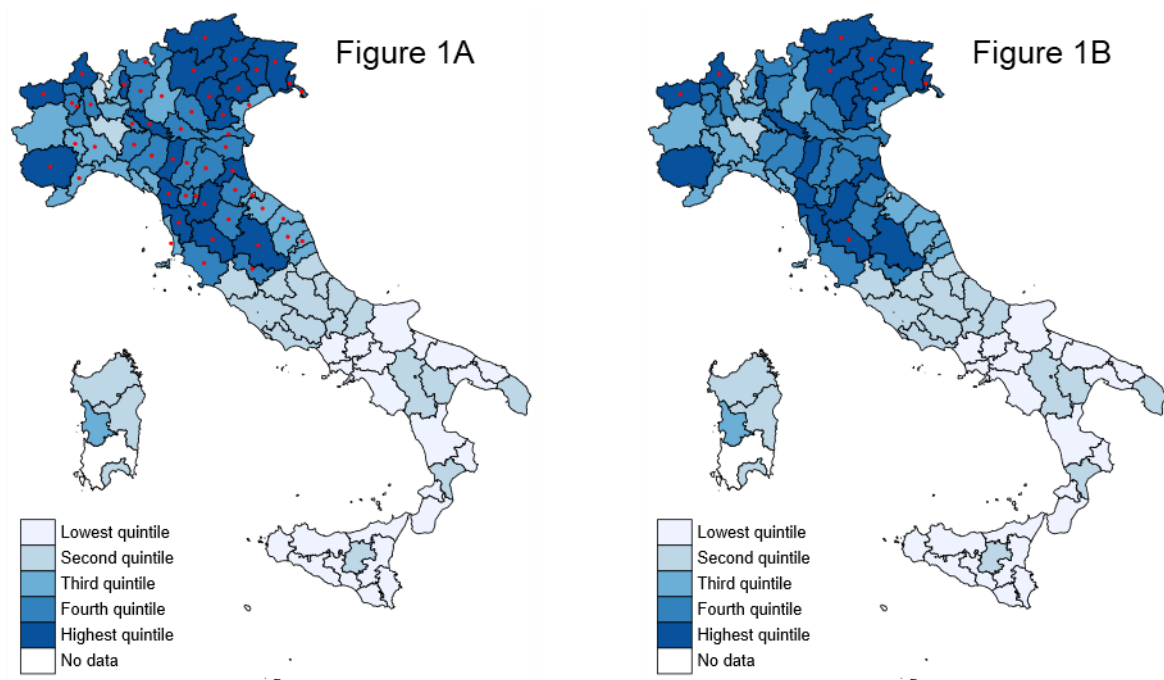 Figure 1A
Figure 1B
Lowest quintile
Second quintile
Third quintile
Fourth quintile
Highest quintile
No data
Lowest quintile
Second quintile
Third quintile
Fourth quintile
Highest quintile
No data